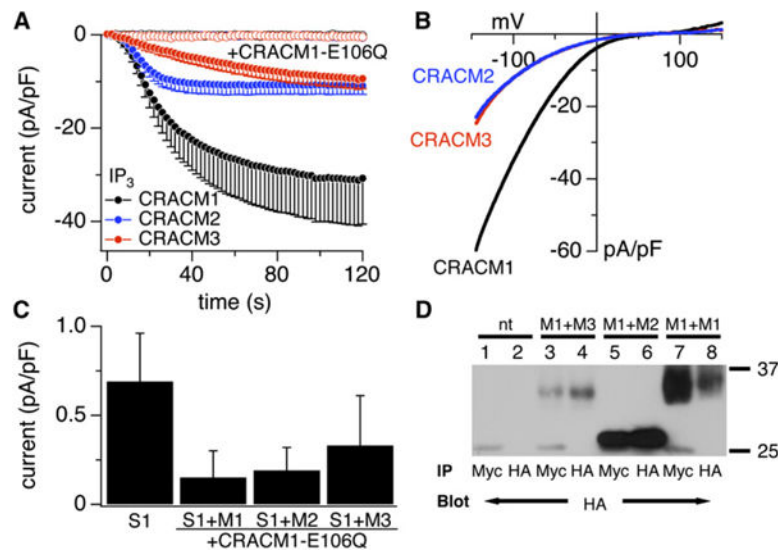 A
0
-20
-40
current (pA/pF)
+CRACM1-E106Q
IP3
CRACM1
CRACM2
CRACM3
0
40
80
120
time (s)
B
mV
-100
100
-20
-40
-60
pA/pF
CRACM2
CRACM3
CRACM1
C
1.0
0.5
0
current (pA/pF)
S1 S1+M1 S1+M2 S1+M3
+CRACM1-E106Q
D
nt M1+M3 M1+M2 M1+M1
1 2 3 4 5 6 7 8
37
25
IP Myc HA Myc HA Myc HA Myc HA
Blot HA